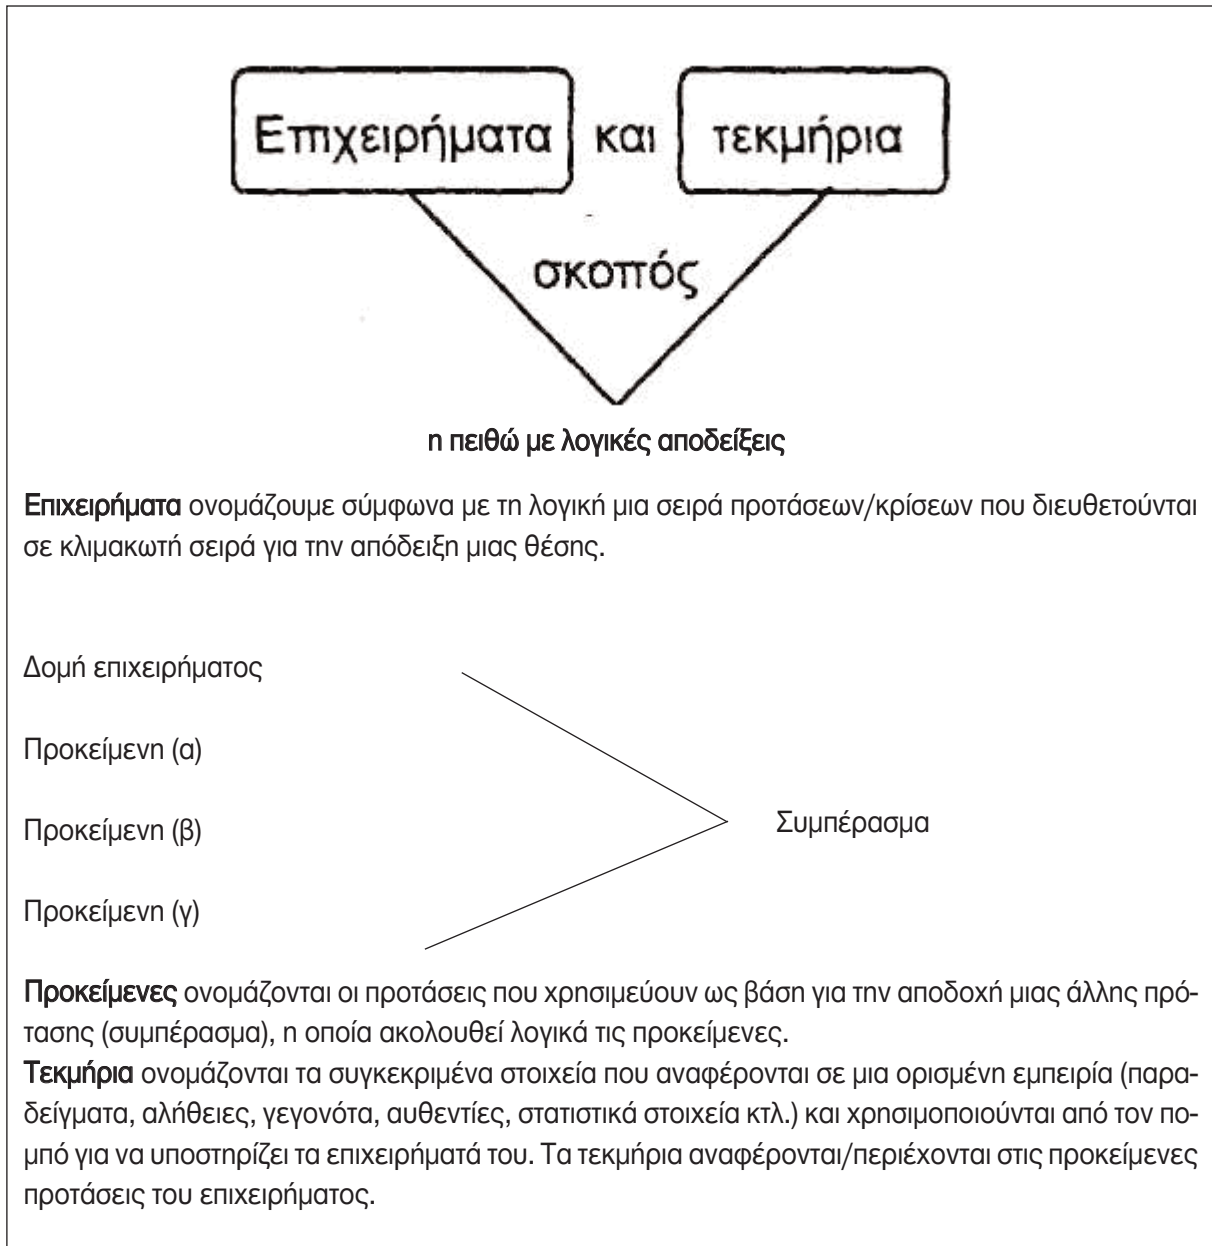 Επιχειρήματα και τεκμήρια
σκοπός
η πειθώ με λογικές αποδείξεις
Επιχειρήματα ονομάζουμε σύμφωνα με τη λογική μια σειρά προτάσεων/κρίσεων που διευθετούνται
σε κλιμακωτή σειρά για την απόδειξη μιας θέσης.
Δομή επιχειρήματος
Προκείμενη (α)
Προκείμενη (β)
Συμπέρασμα
Προκείμενη (γ)
Προκείμενες ονομάζονται οι προτάσεις που χρησιμεύουν ως βάση για την αποδοχή μιας άλλης πρό-
τασης (συμπέρασμα), η οποία ακολουθεί λογικά τις προκείμενες.
Τεκμήρια ονομάζονται τα συγκεκριμένα στοιχεία που αναφέρονται σε μια ορισμένη εμπειρία (παρα-
δείγματα, αλήθειες, γεγονότα, αυθεντίες, στατιστικά στοιχεία κτλ.) και χρησιμοποιούνται από τον πο-
μπό για να υποστηρίζει τα επιχειρήματά του. Τα τεκμήρια αναφέρονται/περιέχονται στις προκείμενες
προτάσεις του επιχειρήματος.